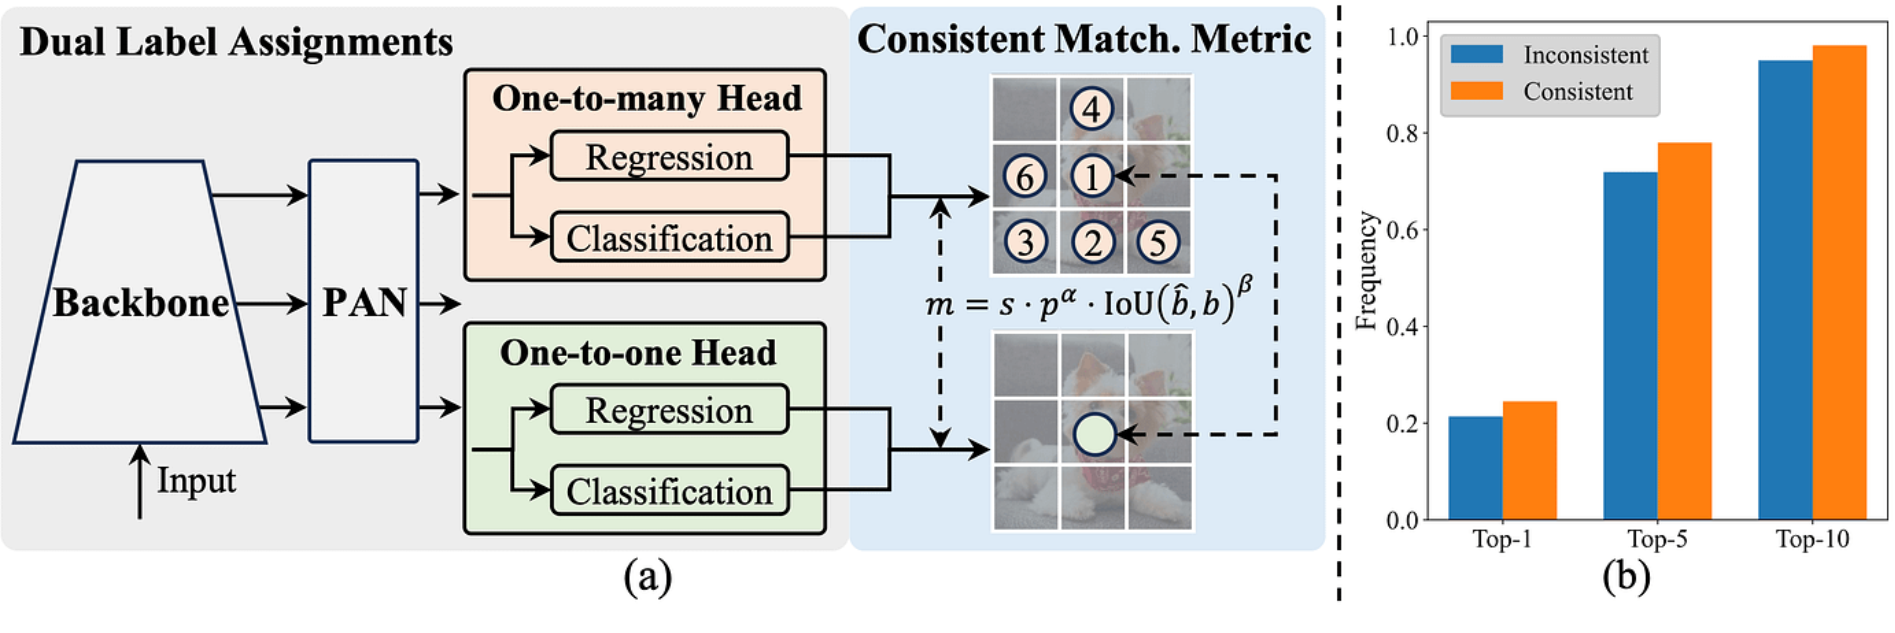 Dual Label Assignments
Consistent Match. Metric
One-to-many Head
Regression
Classification
Backbone
PAN
One-to-one Head
Regression
Classification
Input
4
6 1
3 2 5
m = s · p^α · IoU(b̂, b)^β
(a)
Inconsistent
Consistent
Frequency
1.0
0.8
0.6
0.4
0.2
0.0
Top-1 Top-5 Top-10
(b)